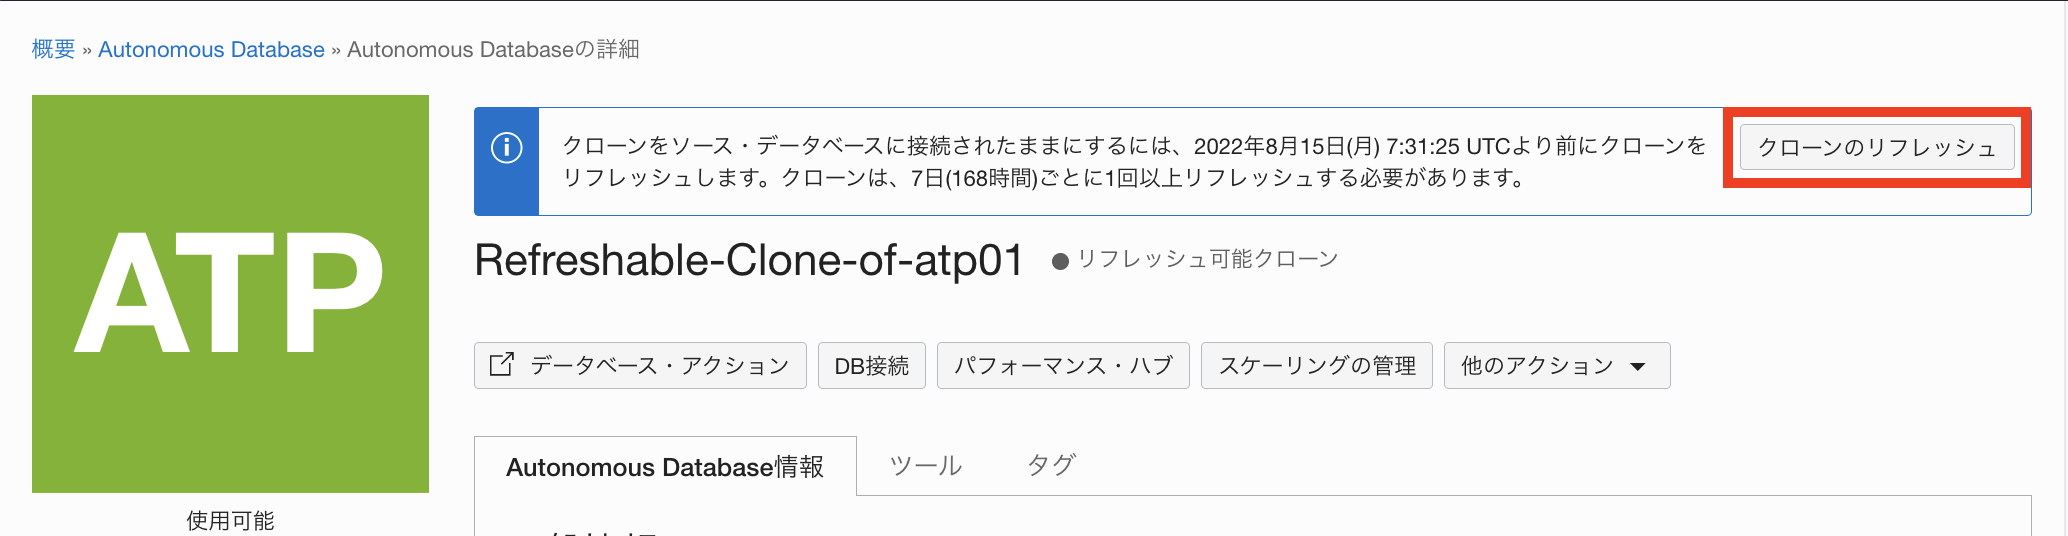 概要 » Autonomous Database » Autonomous Databaseの詳細
ATP
使用可能
クローンをソース・データベースに接続されたままにするには、2022年8月15日(月) 7:31:25 UTCより前にクローンを
リフレッシュします。クローンは、7日(168時間)ごとに1回以上リフレッシュする必要があります。
クローンのリフレッシュ
Refreshable-Clone-of-atp01 リフレッシュ可能クローン
データベース・アクション DB接続 パフォーマンス・ハブ スケーリングの管理 他のアクション
Autonomous Database情報 ツール タグ